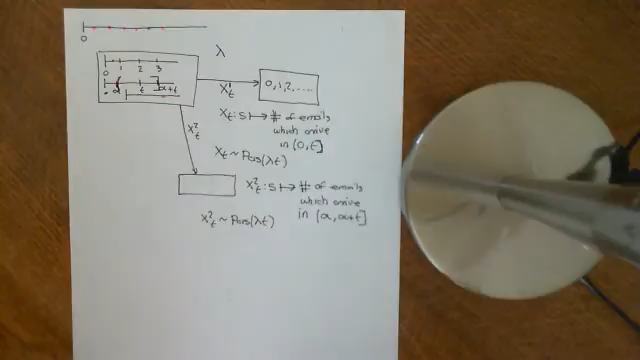 0
λ
1 2 3
0
α t α+t
X¹ₜ
0,1,2,.....
Xₜ: s ↦ # of emails
which arrive
in (0,t]
X²ₜ
Xₜ ~ Pois(λt)
X²ₜ: s ↦ # of emails
which arrive
in (α, α+t]
X²ₜ ~ Pois(λt)